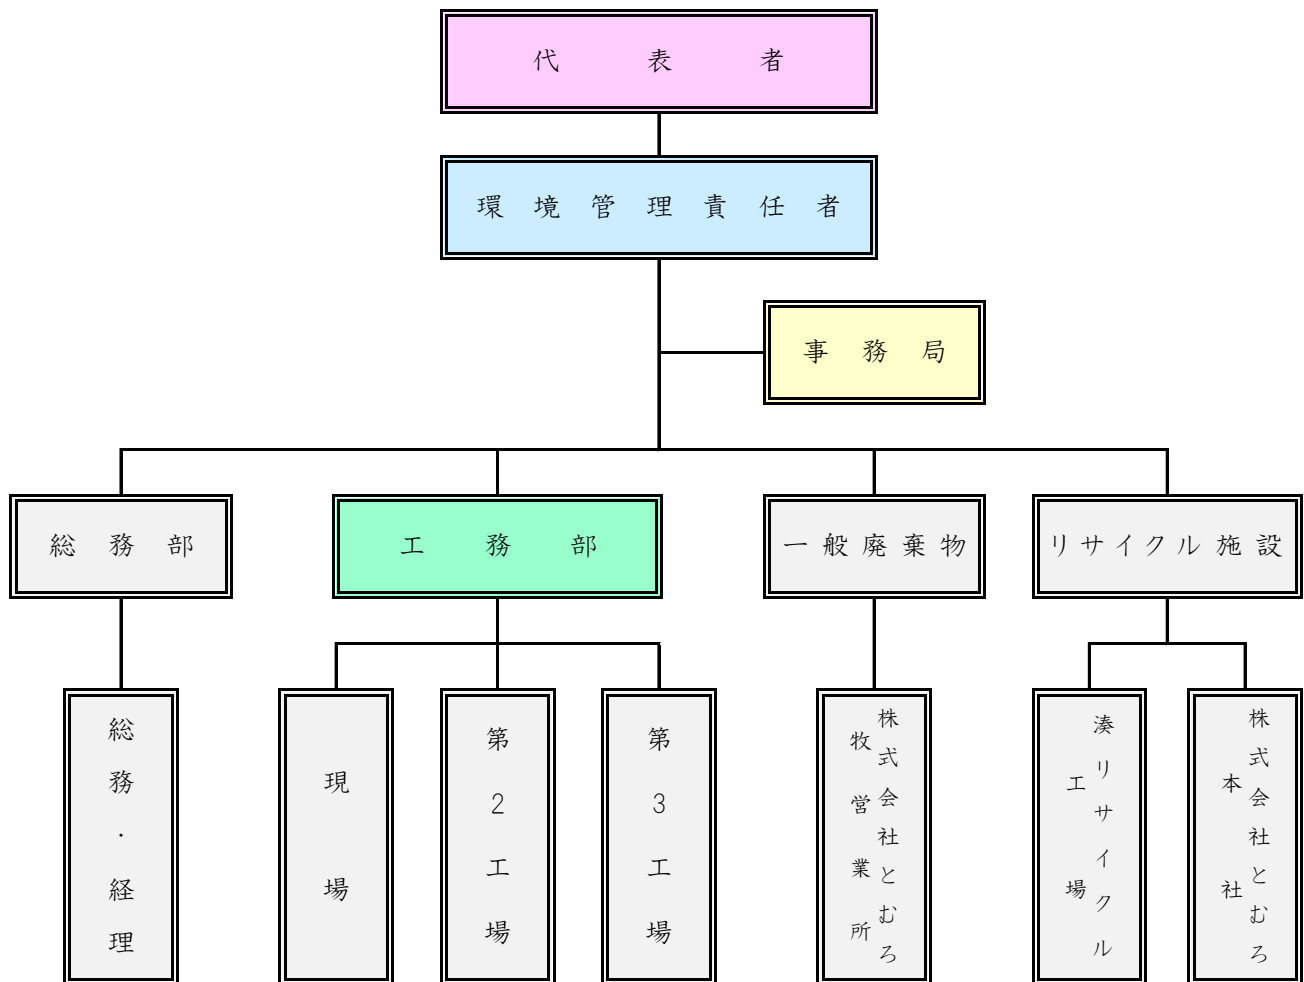 代表者
環境管理責任者
事務局
総務部
工務部
一般廃棄物
リサイクル施設
総務・経理
現場
第2工場
第3工場
株式会社とむろ
牧営業所
湊リサイクル
工場
株式会社とむろ
本社